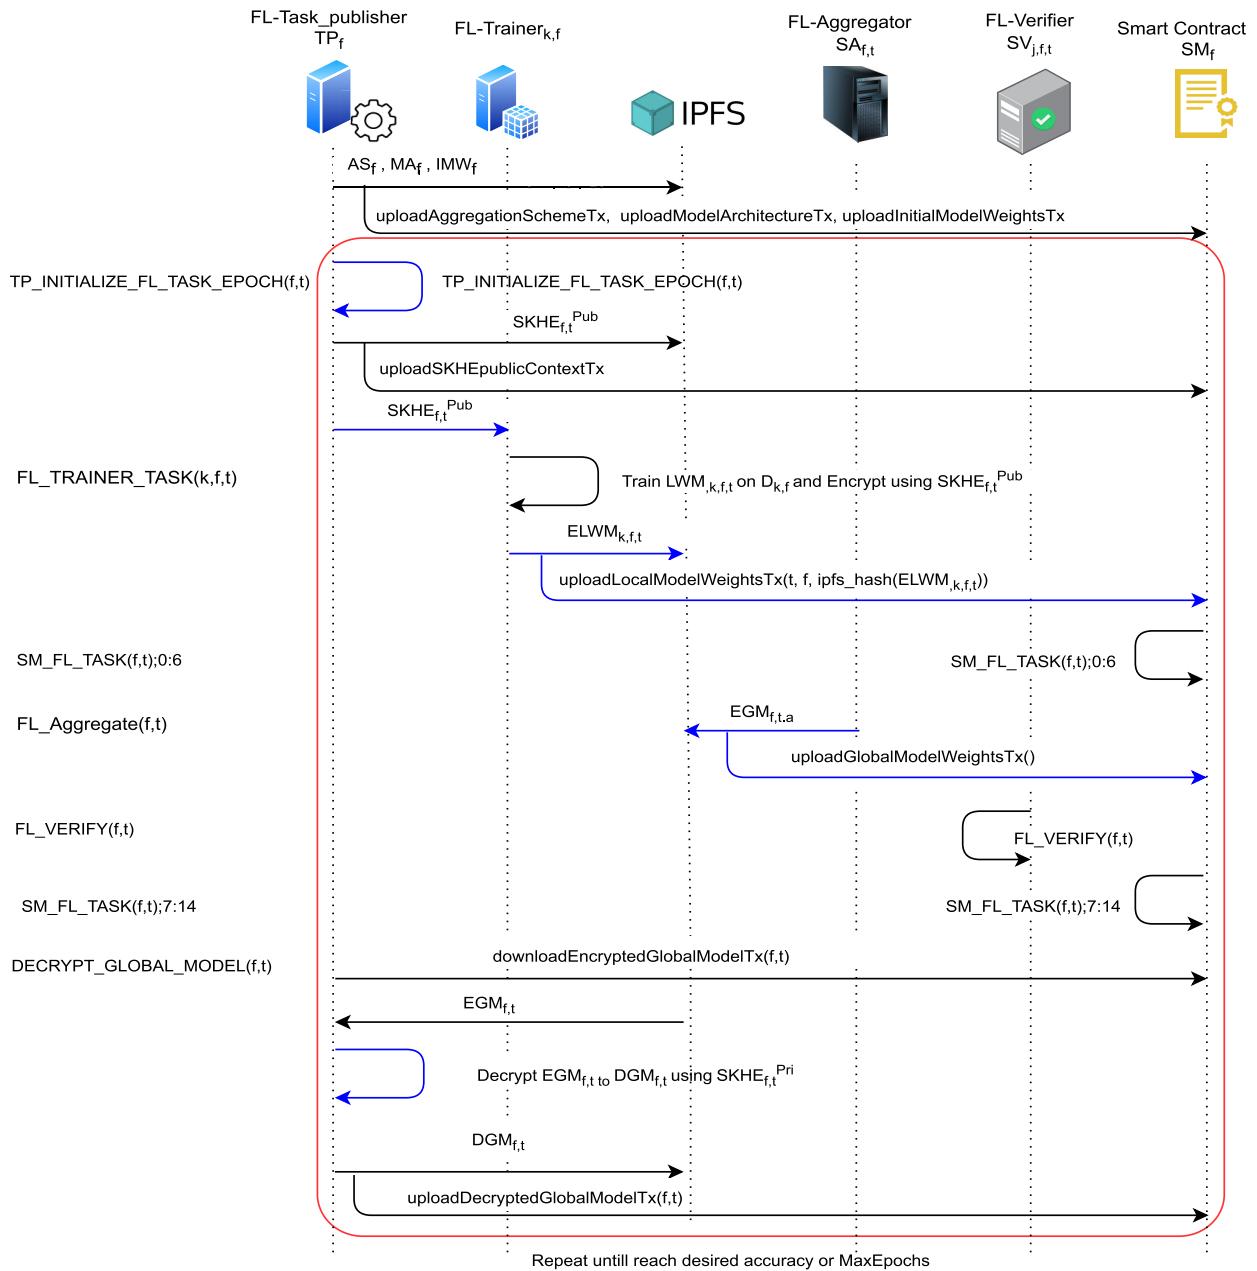 FL-Task_publisher
TPf
FL-Trainerk,f
IPFS
FL-Aggregator
SAf,t
FL-Verifier
SVj,f,t
Smart Contract
SMf
ASf , MAf , IMWf
uploadAggregationSchemeTx, uploadModelArchitectureTx, uploadInitialModelWeightsTx
TP_INITIALIZE_FL_TASK_EPOCH(f,t)
TP_INITIALIZE_FL_TASK_EPOCH(f,t)
SKHEf,tPub
uploadSKHEpublicContextTx
SKHEf,tPub
FL_TRAINER_TASK(k,f,t)
Train LWM,k,f,t on Dk,f and Encrypt using SKHEf,tPub
ELWMk,f,t
uploadLocalModelWeightsTx(t, f, ipfs_hash(ELWM,k,f,t))
SM_FL_TASK(f,t);0:6
SM_FL_TASK(f,t);0:6
FL_Aggregate(f,t)
EGMf,t.a
uploadGlobalModelWeightsTx()
FL_VERIFY(f,t)
FL_VERIFY(f,t)
SM_FL_TASK(f,t);7:14
SM_FL_TASK(f,t);7:14
DECRYPT_GLOBAL_MODEL(f,t)
downloadEncryptedGlobalModelTx(f,t)
EGMf,t
Decrypt EGMf,t to DGMf,t using SKHEf,tPri
DGMf,t
uploadDecryptedGlobalModelTx(f,t)
Repeat untill reach desired accuracy or MaxEpochs